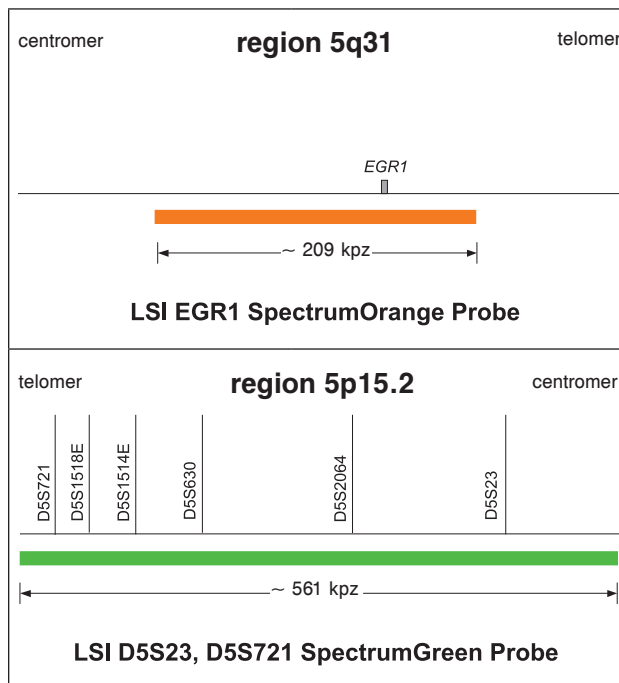 region 5q31
centromer
telomer
EGR1
~ 209 kpz
LSI EGR1 SpectrumOrange Probe
region 5p15.2
telomer
centromer
D5S721
D5S1518E
D5S1514E
D5S630
D5S2064
D5S23
~ 561 kpz
LSI D5S23, D5S721 SpectrumGreen Probe